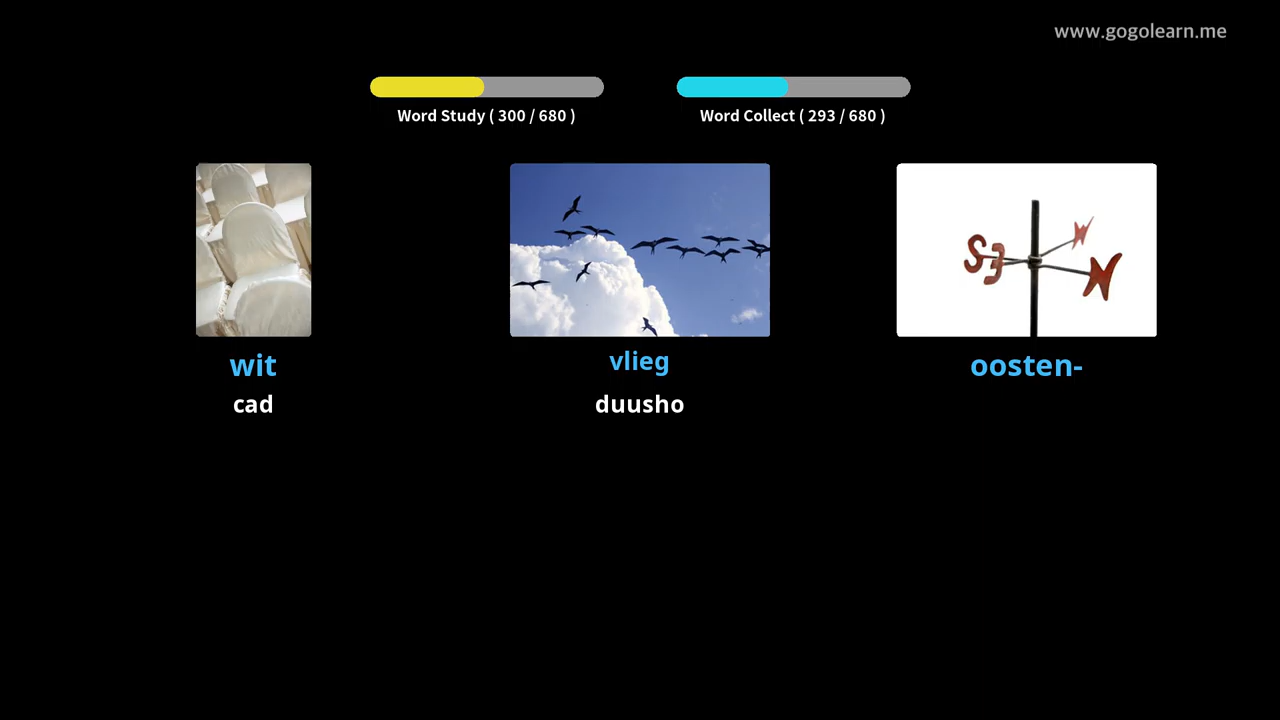 www.gogolearn.me
Word Study ( 300 / 680 )
Word Collect ( 293 / 680 )
S E N W
wit
vlieg
oosten-
cad
duusho